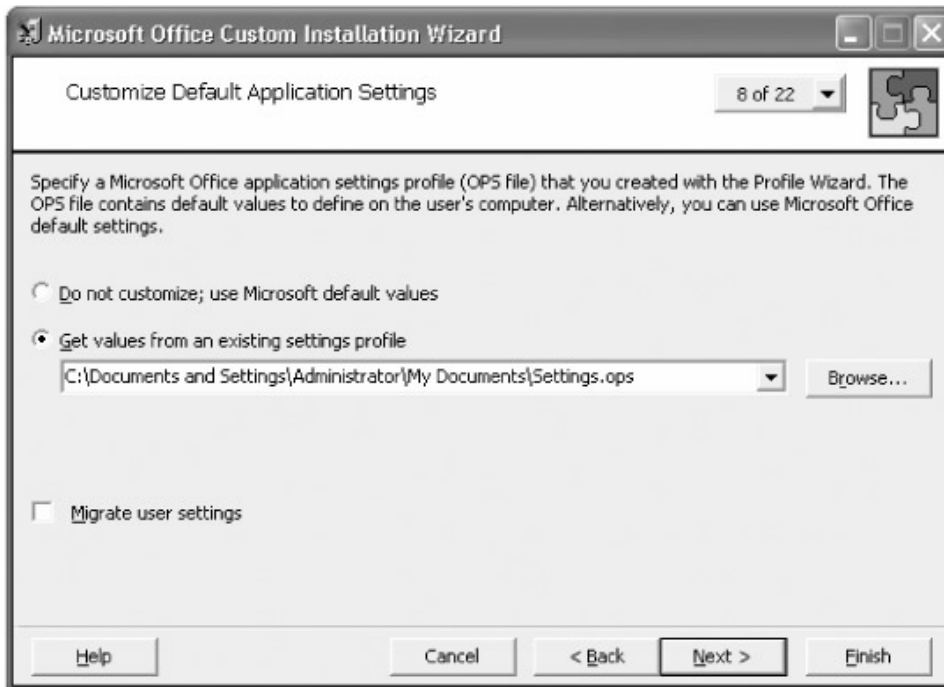 Microsoft Office Custom Installation Wizard
Customize Default Application Settings
8 of 22
Specify a Microsoft Office application settings profile (OPS file) that you created with the Profile Wizard. The
OPS file contains default values to define on the user's computer. Alternatively, you can use Microsoft Office
default settings.
Do not customize; use Microsoft default values
Get values from an existing settings profile
C:\Documents and Settings\Administrator\My Documents\Settings.ops
Browse...
Migrate user settings
Help
Cancel
< Back
Next >
Finish